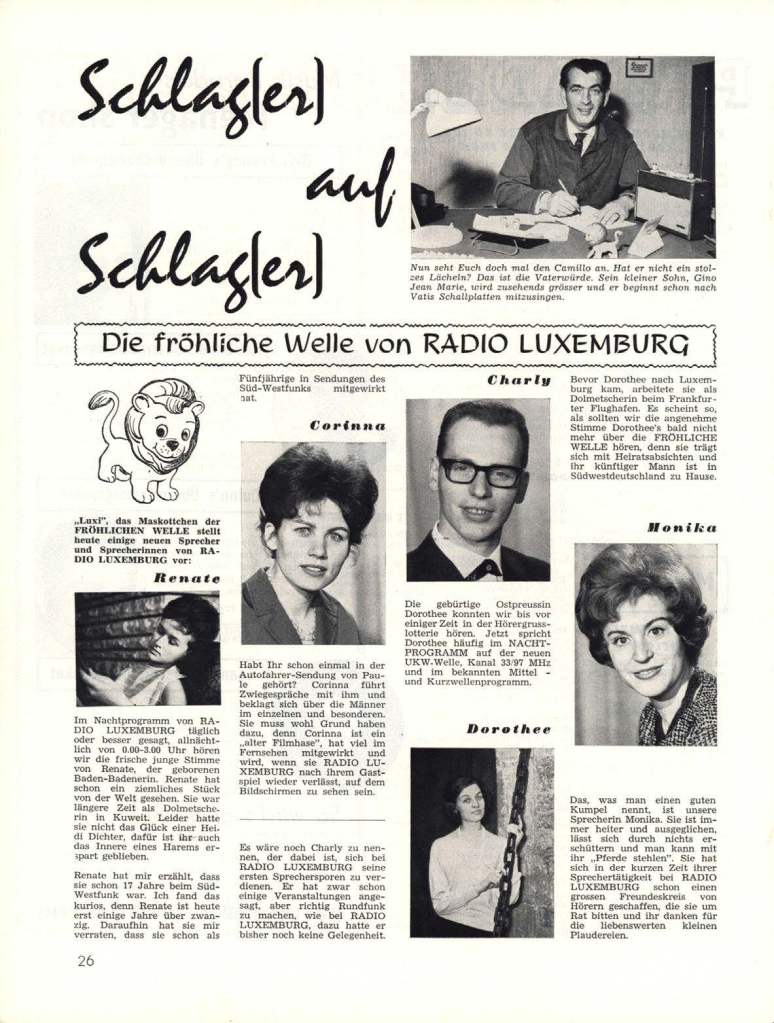 Schlag(er)
auf
Schlag(er)
Nun seht Euch doch mal den Camillo an. Hat er nicht ein stol-
zes Lächeln? Das ist die Vaterwürde. Sein kleiner Sohn, Gino
Jean Marie, wird zusehends grösser und er beginnt schon nach
Vatis Schallplatten mitzusingen.
Die fröhliche Welle von RADIO LUXEMBURG
„Luxi", das Maskottchen der
FRÖHLICHEN WELLE stellt
heute einige neuen Sprecher
und Sprecherinnen von RA-
DIO LUXEMBURG vor:
Renate
Im Nachtprogramm von RA-
DIO LUXEMBURG täglich
oder besser gesagt, allnächt-
lich von 0.00-3.00 Uhr hören
wir die frische junge Stimme
von Renate, der geborenen
Baden-Badenerin. Renate hat
schon ein ziemliches Stück
von der Welt gesehen. Sie war
längere Zeit als Dolmetsche-
rin in Kuweit. Leider hatte
sie nicht das Glück einer Hei-
di Dichter, dafür ist ihr auch
das Innere eines Harems er-
spart geblieben.
Renate hat mir erzählt, dass
sie schon 17 Jahre beim Süd-
Westfunk war. Ich fand das
kurios, denn Renate ist heute
erst einige Jahre über zwan-
zig. Daraufhin hat sie mir
verraten, dass sie schon als
Fünfjährige in Sendungen des
Süd-Westfunks mitgewirkt
hat.
Corinna
Habt Ihr schon einmal in der
Autofahrer-Sendung von Pau-
le gehört? Corinna führt
Zwiegespräche mit ihm und
beklagt sich über die Männer
im einzelnen und besonderen.
Sie muss wohl Grund haben
dazu, denn Corinna ist ein
„alter Filmhase", hat viel im
Fernsehen mitgewirkt und
wird, wenn sie RADIO LU-
XEMBURG nach ihrem Gast-
spiel wieder verlässt, auf dem
Bildschirmen zu sehen sein.
Es wäre noch Charly zu nen-
nen, der dabei ist, sich bei
RADIO LUXEMBURG seine
ersten Sprechersporen zu ver-
dienen. Er hat zwar schon
einige Veranstaltungen ange-
sagt, aber richtig Rundfunk
zu machen, wie bei RADIO
LUXEMBURG, dazu hatte er
bisher noch keine Gelegenheit.
Charly
Die gebürtige Ostpreussin
Dorothee konnten wir bis vor
einiger Zeit in der Hörergruss-
lotterie hören. Jetzt spricht
Dorothee häufig im NACHT-
PROGRAMM auf der neuen
UKW.Welle, Kanal 33/97 MHz
und im bekannten Mittel -
und Kurzwellenprogramm.
Dorothee
Bevor Dorothee nach Luxem-
burg kam, arbeitete sie als
Dolmetscherin beim Frankfur-
ter Flughafen. Es scheint so,
als sollten wir die angenehme
Stimme Dorothee's bald nicht
mehr über die FRÖHLICHE
WELLE hören, denn sie trägt
sich mit Heiratsabsichten und
ihr künftiger Mann ist in
Südwestdeutschland zu Hause.
Monika
Das, was man einen guten
Kumpel nennt, ist unsere
Sprecherin Monika. Sie ist im-
mer heiter und ausgeglichen,
lässt sich durch nichts er-
schüttern und man kann mit
ihr „Pferde stehlen". Sie hat
sich in der kurzen Zeit ihrer
Sprechertätigkeit bei RADIO
LUXEMBURG schon einen
grossen Freundeskreis von
Hörern geschaffen, die sie um
Rat bitten und ihr danken für
die liebenswerten kleinen
Plaudereien.
26